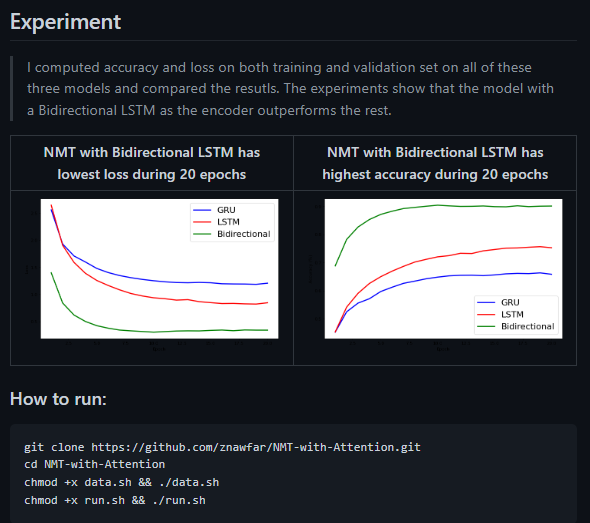 Experiment
I computed accuracy and loss on both training and validation set on all of these
three models and compared the resutls. The experiments show that the model with
a Bidirectional LSTM as the encoder outperforms the rest.
NMT with Bidirectional LSTM has
lowest loss during 20 epochs
NMT with Bidirectional LSTM has
highest accuracy during 20 epochs
GRU
LSTM
Bidirectional
GRU
LSTM
Bidirectional
How to run:
git clone https://github.com/znawfar/NMT-with-Attention.git
cd NMT-with-Attention
chmod +x data.sh && ./data.sh
chmod +x run.sh && ./run.sh